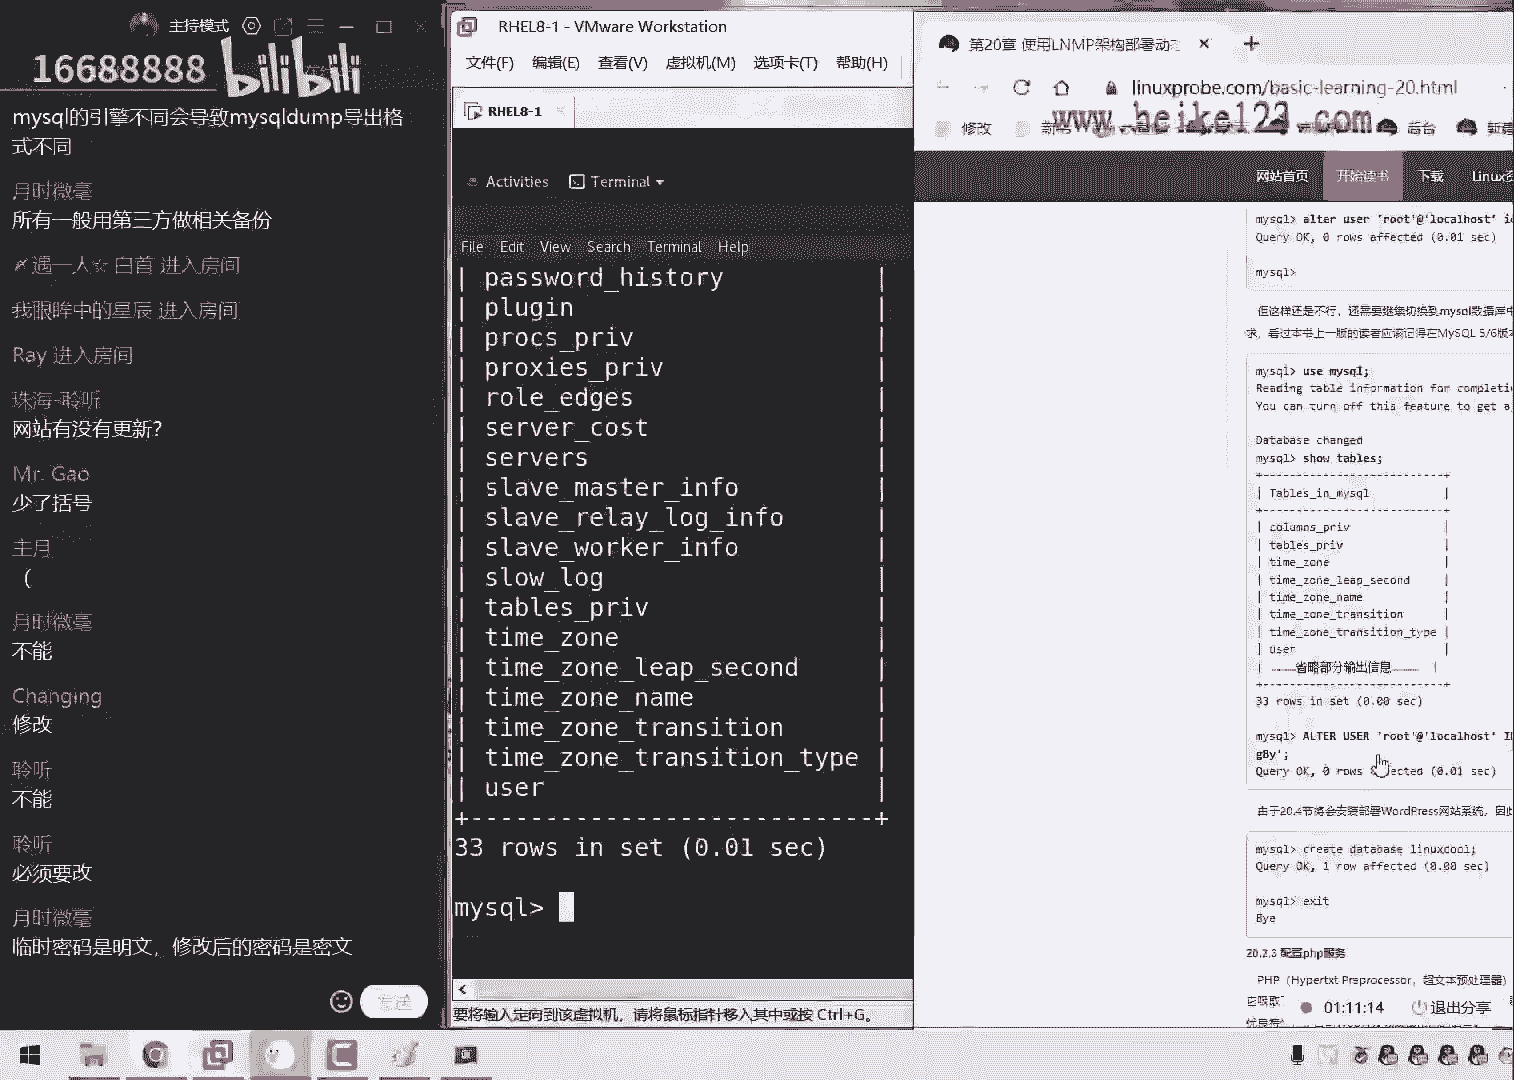 主持模式
16688888 bilibili
mysql的引擎不同会导致mysqldump导出格
式不同
月时微毫
所有一般用第三方做相关备份
遇一人☆ 白首 进入房间
我眼眸中的星辰 进入房间
Ray 进入房间
珠海-聆听
网站有没有更新?
Mr. Gao
少了括号
主月
（
月时微毫
不能
Changing
修改
聆听
不能
聆听
必须要改
月时微毫
临时密码是明文，修改后的密码是密文
发送
RHEL8-1 - VMware Workstation
文件(F) 编辑(E) 查看(V) 虚拟机(M) 选项卡(T) 帮助(H)
RHEL8-1
Activities Terminal
File Edit View Search Terminal Help
| password_history |
| plugin |
| procs_priv |
| proxies_priv |
| role_edges |
| server_cost |
| servers |
| slave_master_info |
| slave_relay_log_info |
| slave_worker_info |
| slow_log |
| tables_priv |
| time_zone |
| time_zone_leap_second |
| time_zone_name |
| time_zone_transition |
| time_zone_transition_type |
| user |
+---------------------------+
33 rows in set (0.01 sec)
mysql>
要将输入定向到该虚拟机，请将鼠标指针移入其中或按 Ctrl+G。
第20章 使用LNMP架构部署动
linuxprobe.com/basic-learning-20.html
www.heike123.com
修改 后台
网站首页 开始读书 下载
mysql> alter user 'root'@'localhost' i
Query OK, 0 rows affected (0.01 sec)
mysql>
但这样还是不行，还需要继续切换到mysql数据库中
求，看过本书上一版的读者应该记得在MySQL 5/6版
mysql> use mysql;
Reading table information for completi
You can turn off this feature to get a
Database changed
mysql> show tables;
+---------------------------+
| Tables_in_mysql |
+---------------------------+
| columns_priv |
| tables_priv |
| time_zone |
| time_zone_leap_second |
| time_zone_name |
| time_zone_transition |
| time_zone_transition_type |
| user |
| ………省略部分输出信息……… |
+---------------------------+
33 rows in set (0.00 sec)
mysql> ALTER USER 'root'@'localhost' I
Query OK, 0 rows affected (0.01 sec)
由于20.4节将会安装部署WordPress网站系统，因此
mysql> create database linuxcool;
Query OK, 1 row affected (0.00 sec)
mysql> exit
Bye
20.2.3 配置php服务
PHP（Hypertxt Preprocessor，超文本预处理器）
01:11:14 退出分享